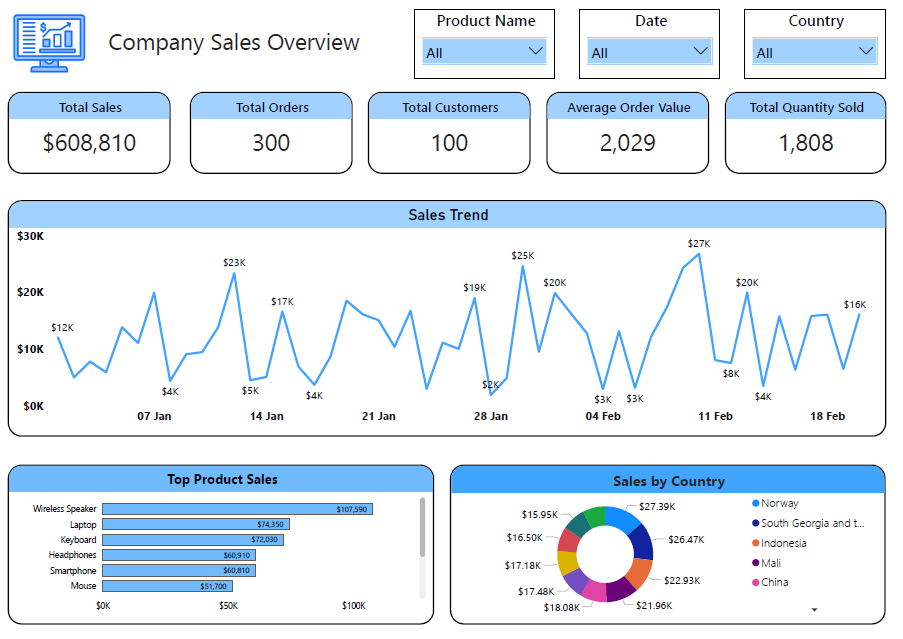 Company Sales Overview
Product Name
All
Date
All
Country
All
Total Sales
$608,810
Total Orders
300
Total Customers
100
Average Order Value
2,029
Total Quantity Sold
1,808
Sales Trend
$30K
$20K
$10K
$0K
$12K
$4K
$23K
$5K
$17K
$4K
$19K
$2K
$25K
$20K
$3K
$3K
$27K
$8K
$20K
$4K
$16K
07 Jan
14 Jan
21 Jan
28 Jan
04 Feb
11 Feb
18 Feb
Top Product Sales
Wireless Speaker $107,590
Laptop $74,350
Keyboard $72,030
Headphones $60,910
Smartphone $60,810
Mouse $51,700
$0K $50K $100K
Sales by Country
$27.39K
$26.47K
$22.93K
$21.96K
$18.08K
$17.48K
$17.18K
$16.50K
$15.95K
Norway
South Georgia and t...
Indonesia
Mali
China